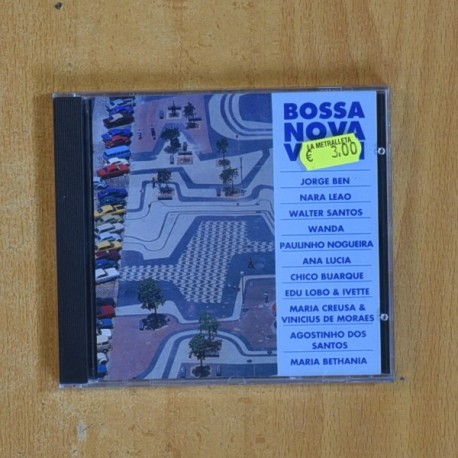 BOSSA
NOVA
V
LA METRALLETA
€ 3,00
JORGE BEN
NARA LEAO
WALTER SANTOS
WANDA
PAULINHO NOGUEIRA
ANA LUCIA
CHICO BUARQUE
EDU LOBO & IVETTE
MARIA CREUSA &
VINICIUS DE MORAES
AGOSTINHO DOS
SANTOS
MARIA BETHANIA